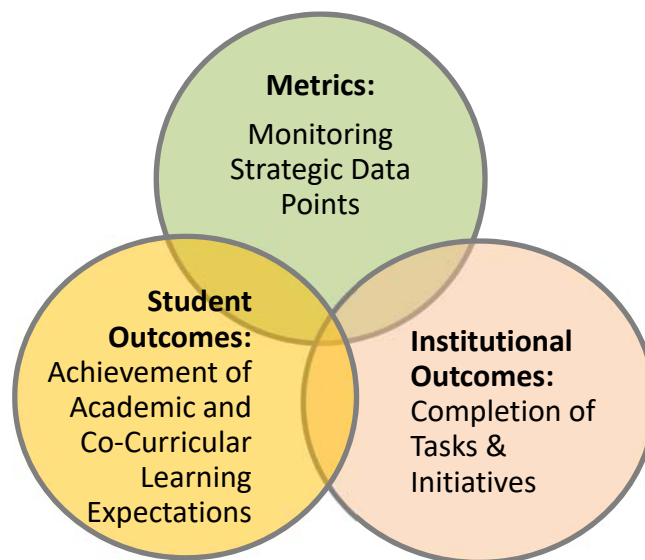 Metrics:
Monitoring
Strategic Data
Points
Student
Outcomes:
Achievement of
Academic and
Co-Curricular
Learning
Expectations
Institutional
Outcomes:
Completion of
Tasks &
Initiatives